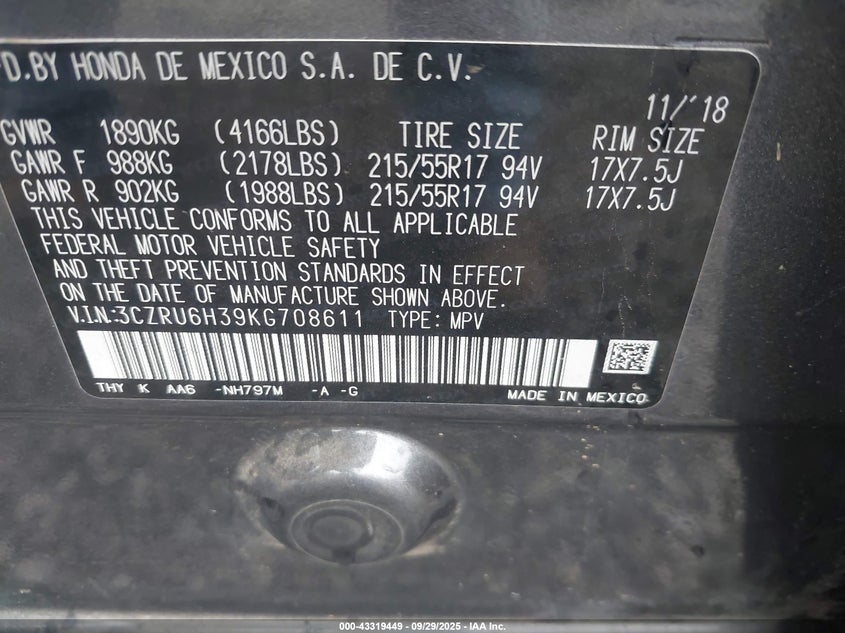 FD.BY HONDA DE MEXICO S.A. DE C.V.
11/'18
GVWR 1890KG (4166LBS) TIRE SIZE RIM SIZE
GAWR F 988KG (2178LBS) 215/55R17 94V 17X7.5J
GAWR R 902KG (1988LBS) 215/55R17 94V 17X7.5J
THIS VEHICLE CONFORMS TO ALL APPLICABLE
FEDERAL MOTOR VEHICLE SAFETY
AND THEFT PREVENTION STANDARDS IN EFFECT
ON THE DATE OF MANUFACTURE SHOWN ABOVE.
V.I.N:3CZRU6H39KG708611 TYPE: MPV
THY K AA6 -NH797M -A -G
MADE IN MEXICO
000-43319449 - 09/29/2025 - IAA Inc.